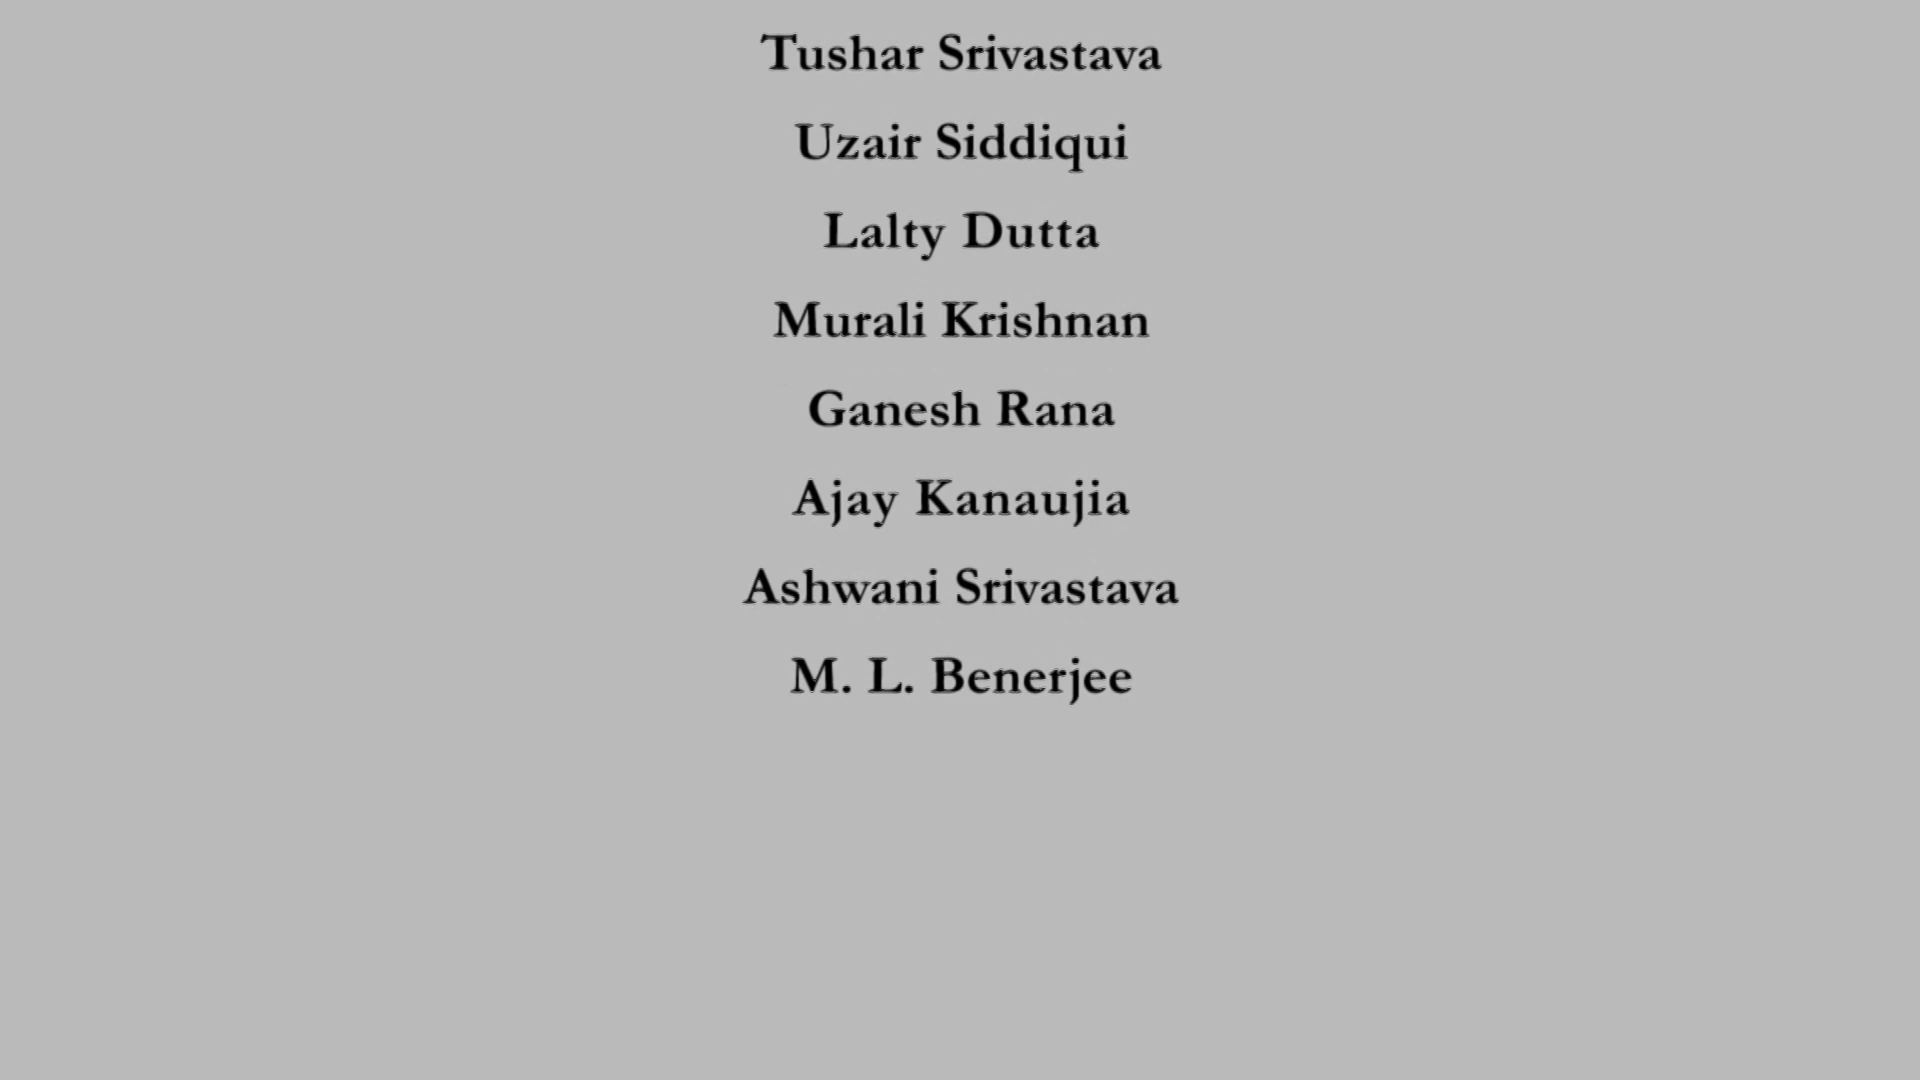 Tushar Srivastava
Uzair Siddiqui
Lalty Dutta
Murali Krishnan
Ganesh Rana
Ajay Kanaujia
Ashwani Srivastava
M. L. Benerjee